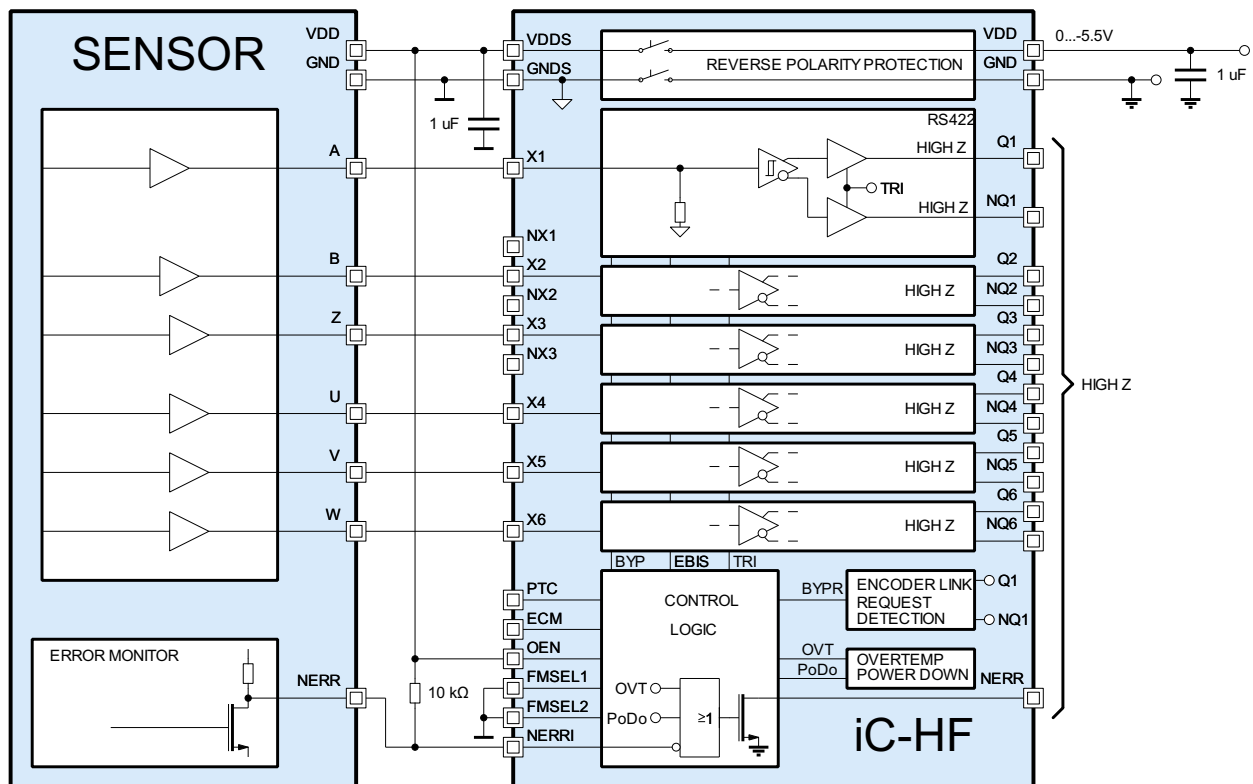 SENSOR
VDD
GND
1 uF
A
B
Z
U
V
W
ERROR MONITOR
NERR
10 kΩ
VDDS
GNDS
X1
NX1
X2
NX2
X3
NX3
X4
X5
X6
PTC
ECM
OEN
FMSEL1
FMSEL2
NERRI
REVERSE POLARITY PROTECTION
RS422
HIGH Z
TRI
HIGH Z
HIGH Z
HIGH Z
HIGH Z
HIGH Z
HIGH Z
BYP EBIS TRI
CONTROL
LOGIC
OVT
PoDo
≥1
BYPR
ENCODER LINK
REQUEST
DETECTION
Q1
NQ1
OVT
PoDo
OVERTEMP
POWER DOWN
iC-HF
VDD
GND
0...-5.5V
1 uF
Q1
NQ1
Q2
NQ2
Q3
NQ3
Q4
NQ4
Q5
NQ5
Q6
NQ6
NERR
HIGH Z